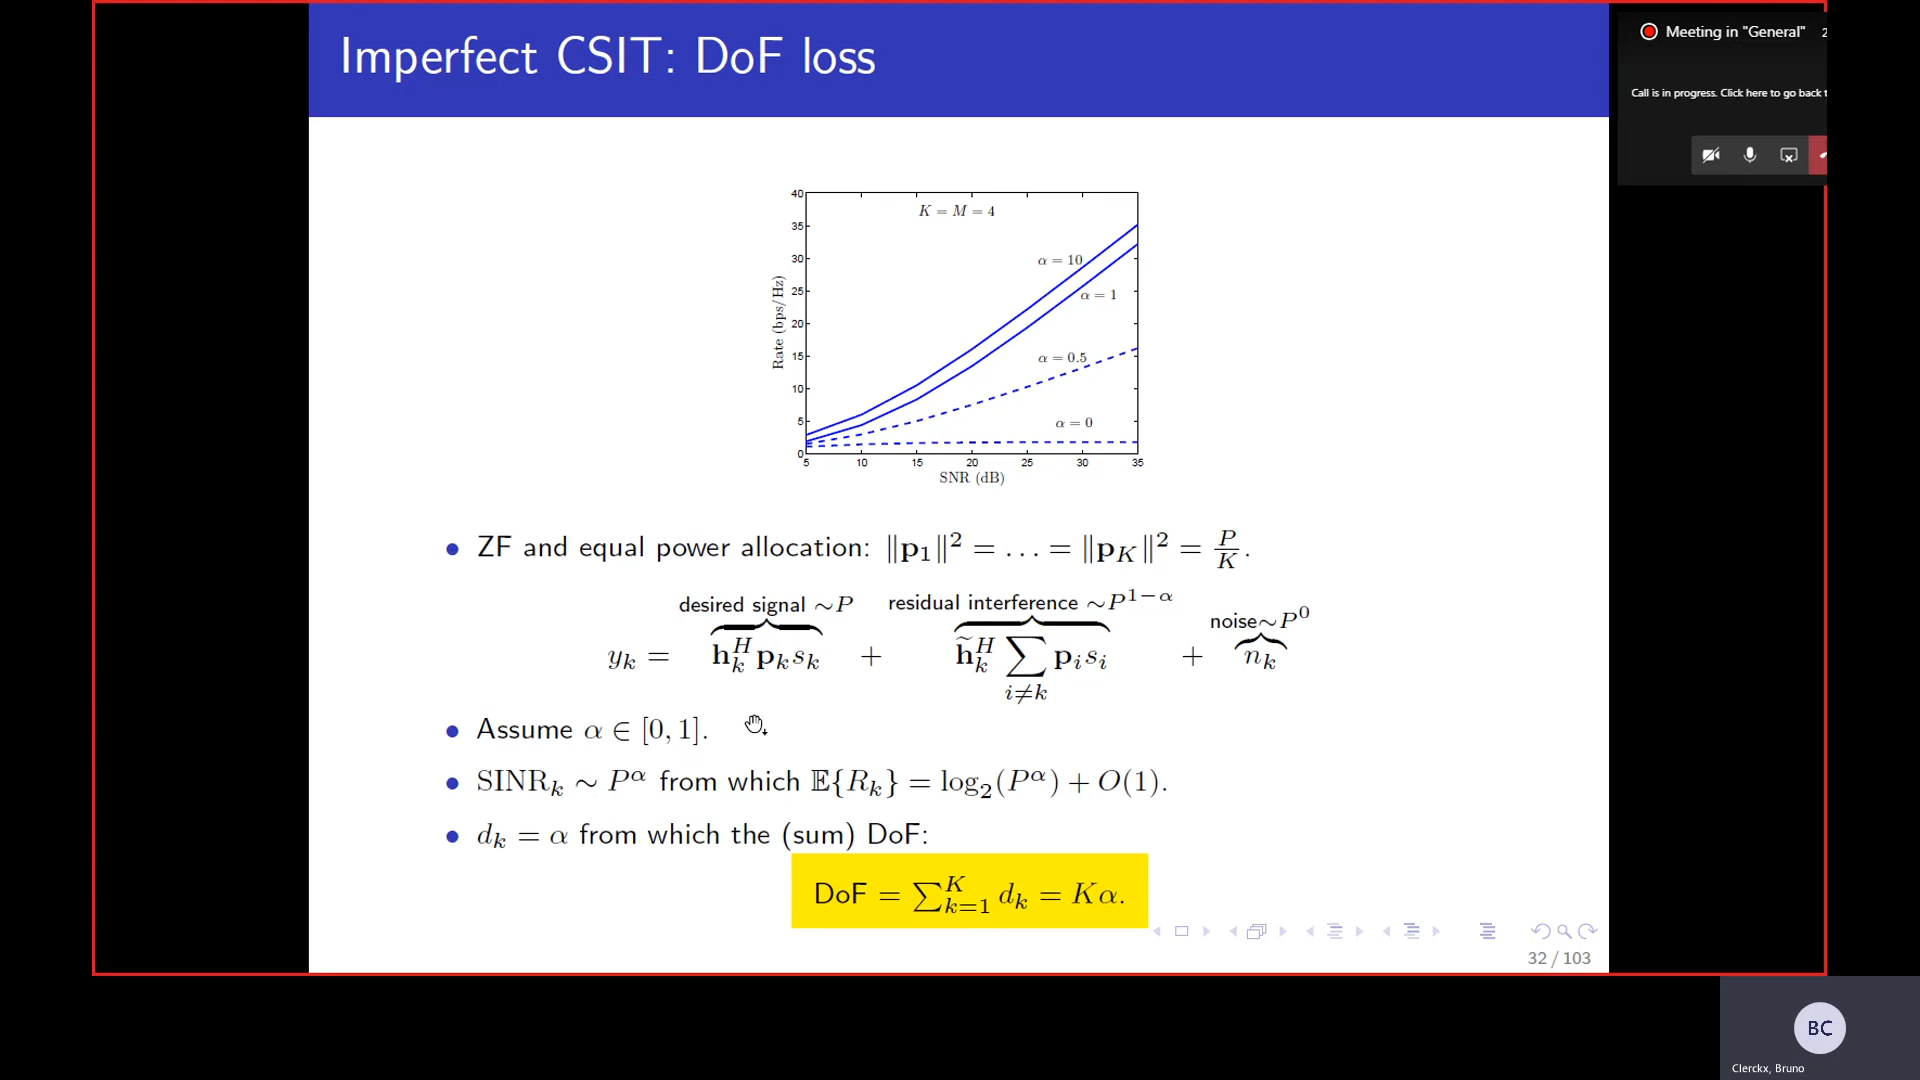 Imperfect CSIT: DoF loss
Meeting in "General"
Call is in progress. Click here to go back
K = M = 4
α = 10
α = 1
α = 0.5
α = 0
Rate (bps/Hz)
40
35
30
25
20
15
10
5
0
5 10 15 20 25 30 35
SNR (dB)
• ZF and equal power allocation: ‖p₁‖² = … = ‖p_K‖² = P/K.
desired signal ∼P residual interference ∼P^{1−α} noise∼P⁰
y_k = h_k^H p_k s_k + h̃_k^H ∑_{i≠k} p_i s_i + n_k
• Assume α ∈ [0, 1].
• SINR_k ∼ P^α from which 𝔼{R_k} = log₂(P^α) + O(1).
• d_k = α from which the (sum) DoF:
DoF = ∑_{k=1}^K d_k = Kα.
32 / 103
BC
Clerckx, Bruno